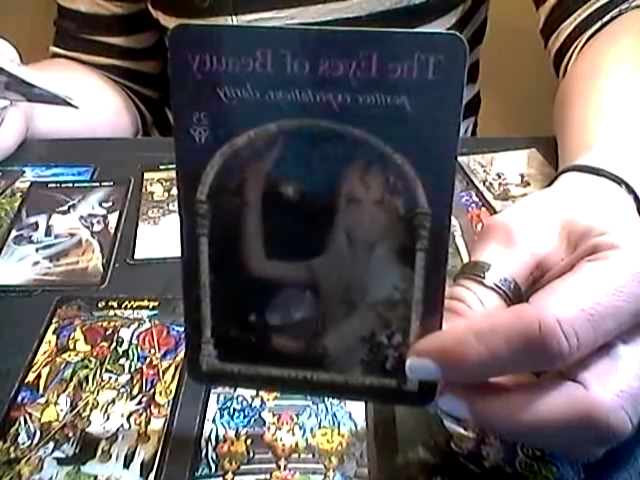 The Eyes of Beauty
positive expectations, clarity
25